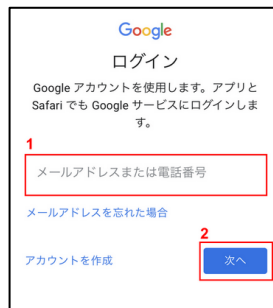 Google
ログイン
Google アカウントを使用します。アプリと
Safari でも Google サービスにログインしま
す。
1
メールアドレスまたは電話番号
メールアドレスを忘れた場合
2
アカウントを作成
次へ